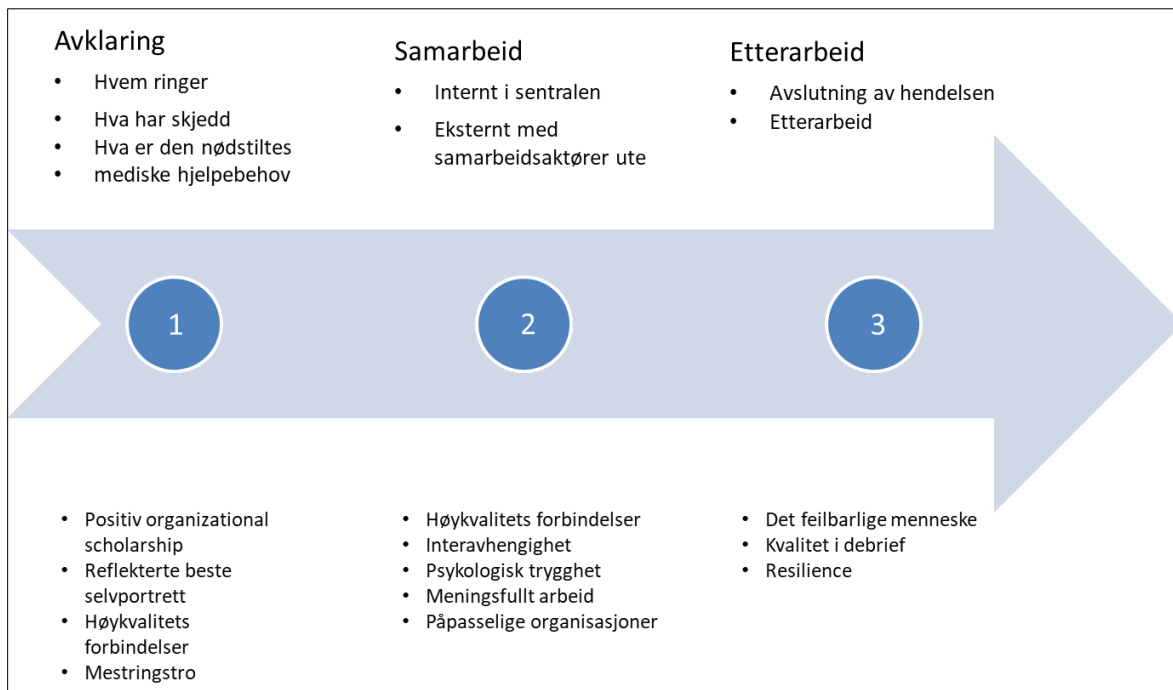 Avklaring
• Hvem ringer
• Hva har skjedd
• Hva er den nødstiltes
• mediske hjelpebehov
Samarbeid
• Internt i sentralen
• Eksternt med
samarbeidsaktører ute
Etterarbeid
• Avslutning av hendelsen
• Etterarbeid
1
2
3
• Positiv organizational
scholarship
• Reflekterte beste
selvportrett
• Høykvalitets
forbindelser
• Mestringstro
• Høykvalitets forbindelser
• Interavhengighet
• Psykologisk trygghet
• Meningsfullt arbeid
• Påpasselige organisasjoner
• Det feilbarlige menneske
• Kvalitet i debrief
• Resilience